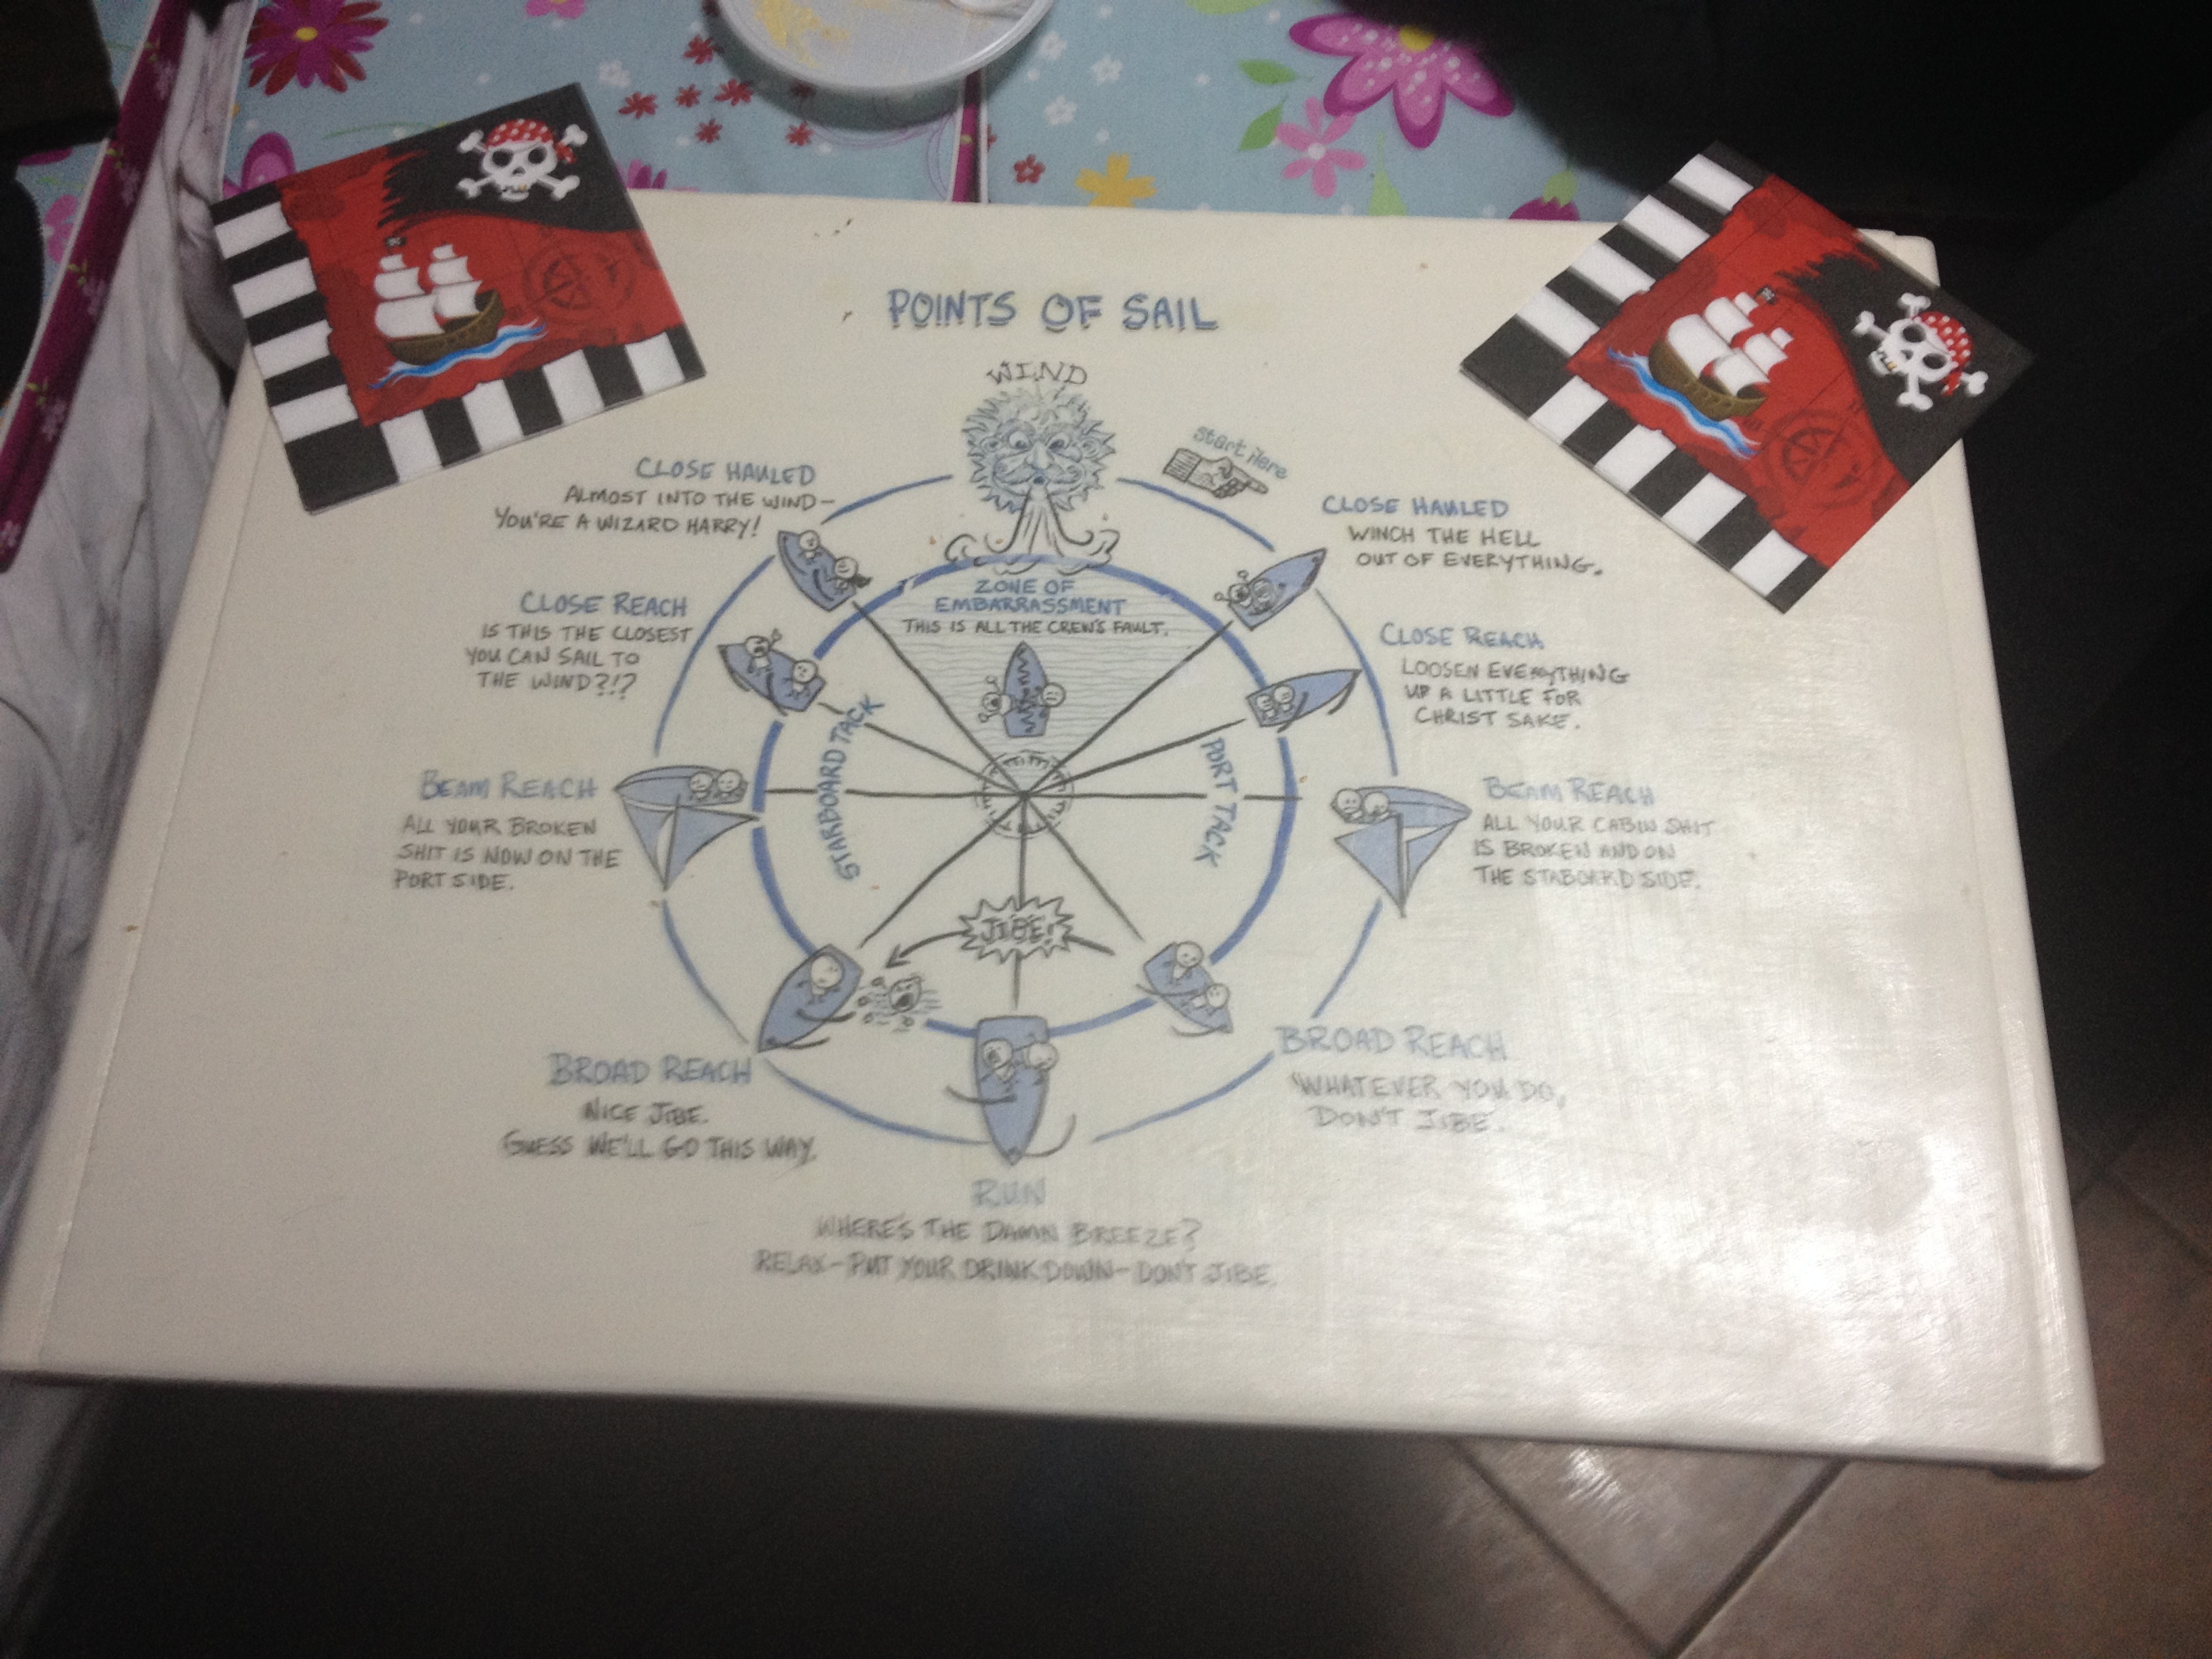 POINTS OF SAIL
WIND
Start Here
CLOSE HAULED
WINCH THE HELL
OUT OF EVERYTHING.
CLOSE REACH
LOOSEN EVERYTHING
UP A LITTLE FOR
CHRIST SAKE.
BEAM REACH
ALL YOUR CABIN SHIT
IS BROKEN AND ON
THE STABOARD SIDE.
BROAD REACH
WHATEVER YOU DO,
DON'T JIBE.
RUN
WHERE'S THE DAMN BREEZE?
RELAX-PUT YOUR DRINK DOWN-DON'T JIBE.
BROAD REACH
NICE JIBE.
GUESS WE'LL GO THIS WAY.
BEAM REACH
ALL YOUR BROKEN
SHIT IS NOW ON THE
PORT SIDE.
CLOSE REACH
IS THIS THE CLOSEST
YOU CAN SAIL TO
THE WIND?!?
CLOSE HAULED
ALMOST INTO THE WIND-
YOU'RE A WIZARD HARRY!
ZONE OF
EMBARRASSMENT
THIS IS ALL THE CREW'S FAULT.
STARBOARD TACK
PORT TACK
JIBE!